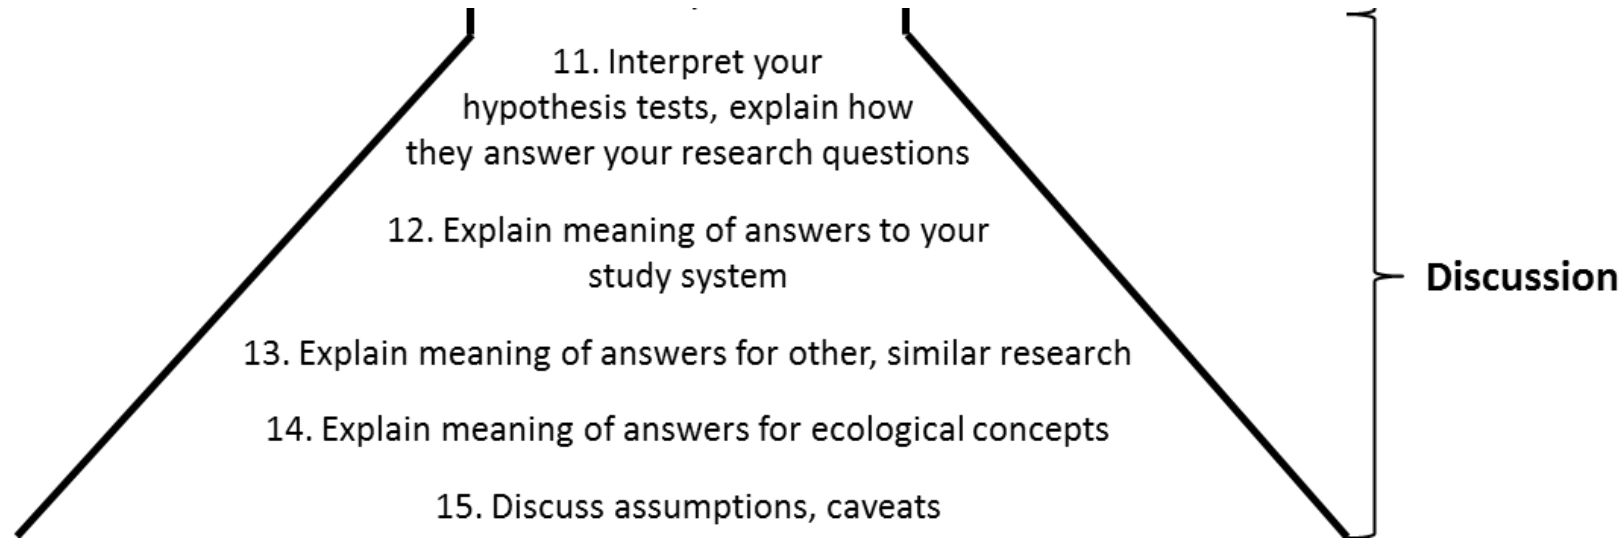 11. Interpret your
hypothesis tests, explain how
they answer your research questions
12. Explain meaning of answers to your
study system
Discussion
13. Explain meaning of answers for other, similar research
14. Explain meaning of answers for ecological concepts
15. Discuss assumptions, caveats